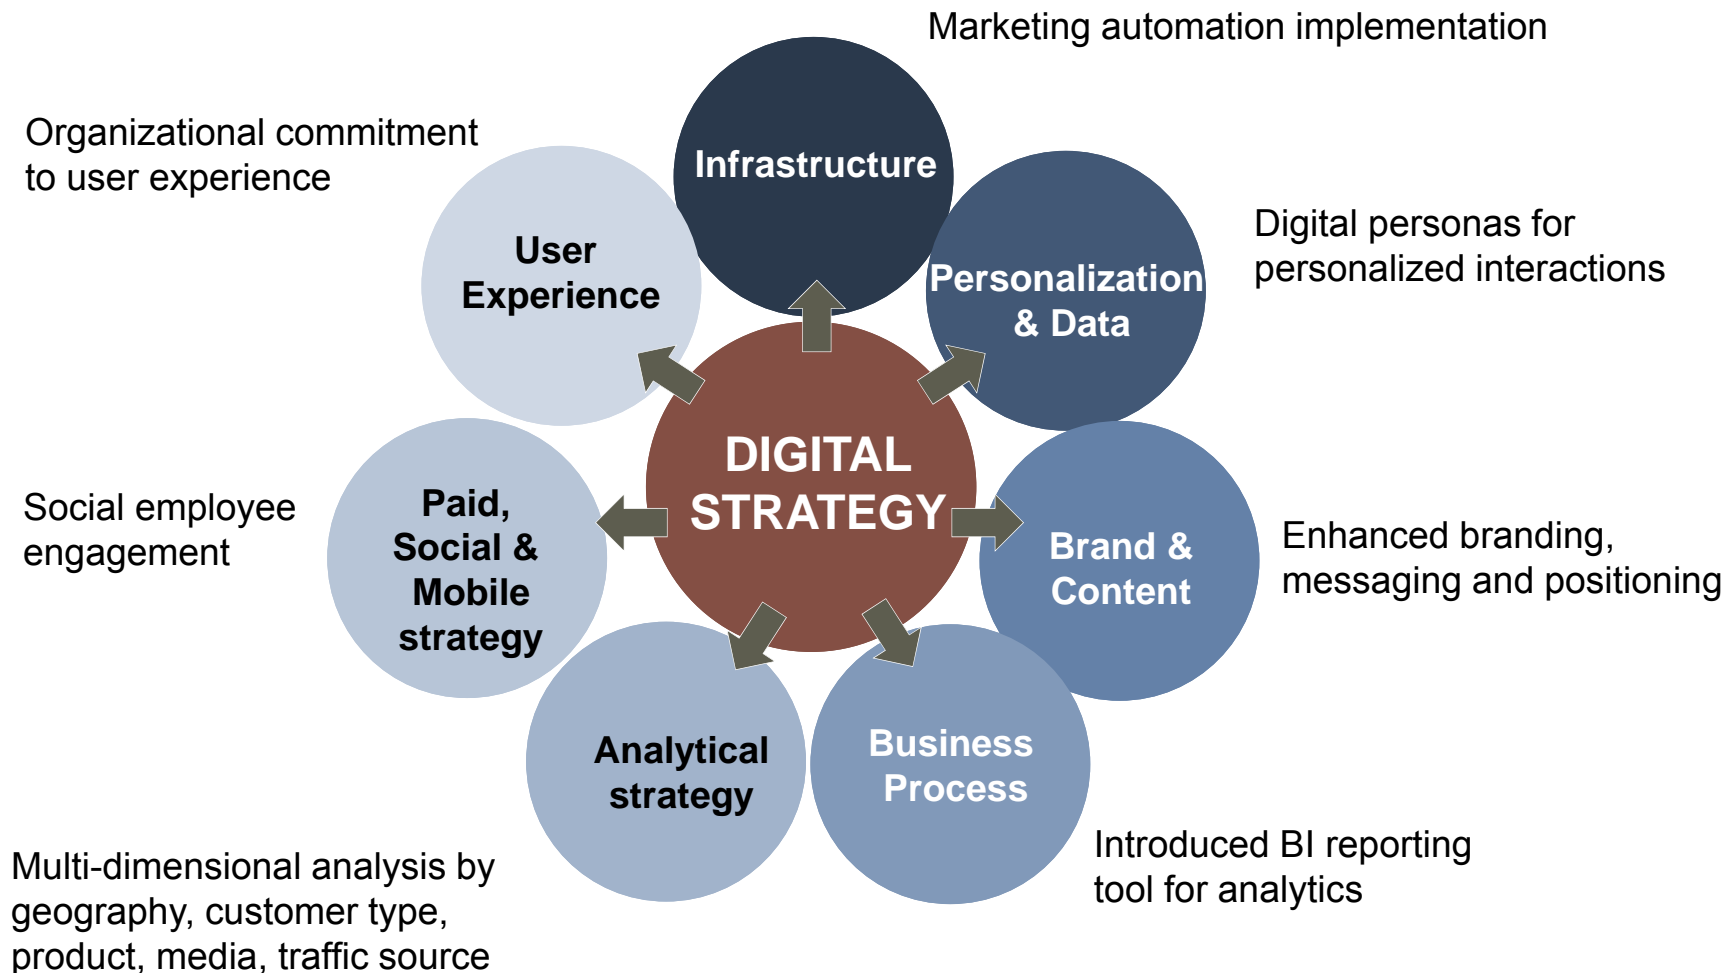 Marketing automation implementation
Organizational commitment
to user experience
Infrastructure
User
Experience
Digital personas for
personalized interactions
Personalization
& Data
DIGITAL
STRATEGY
Social employee
engagement
Paid,
Social &
Mobile
strategy
Brand &
Content
Enhanced branding,
messaging and positioning
Analytical
strategy
Business
Process
Introduced BI reporting
tool for analytics
Multi-dimensional analysis by
geography, customer type,
product, media, traffic source